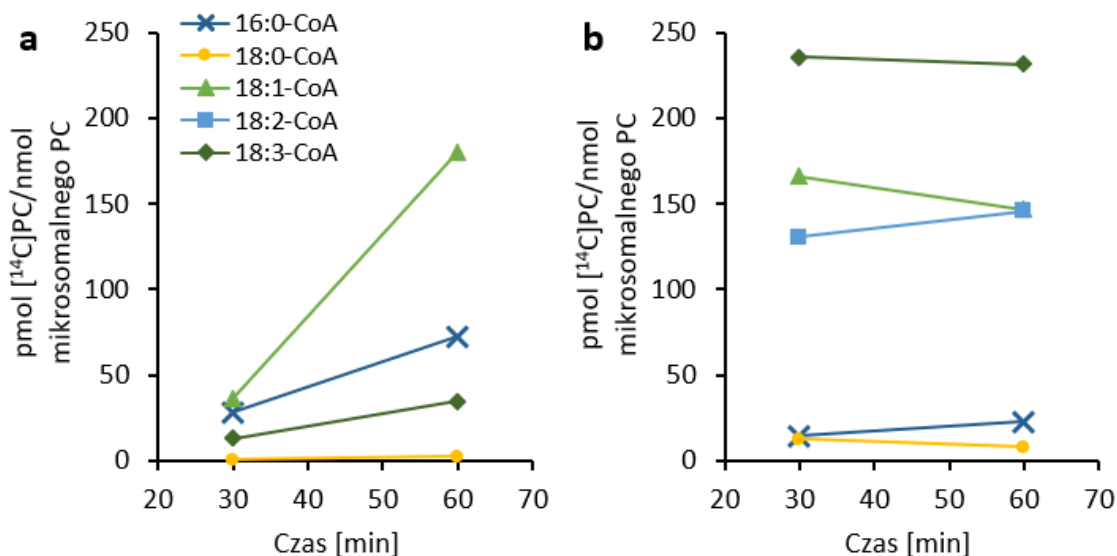 a
16:0-CoA
18:0-CoA
18:1-CoA
18:2-CoA
18:3-CoA
pmol [¹⁴C]PC/nmol
mikrosomalnego PC
250
200
150
100
50
0
20 30 40 50 60 70
Czas [min]
b
pmol [¹⁴C]PC/nmol
mikrosomalnego PC
250
200
150
100
50
0
20 30 40 50 60 70
Czas [min]